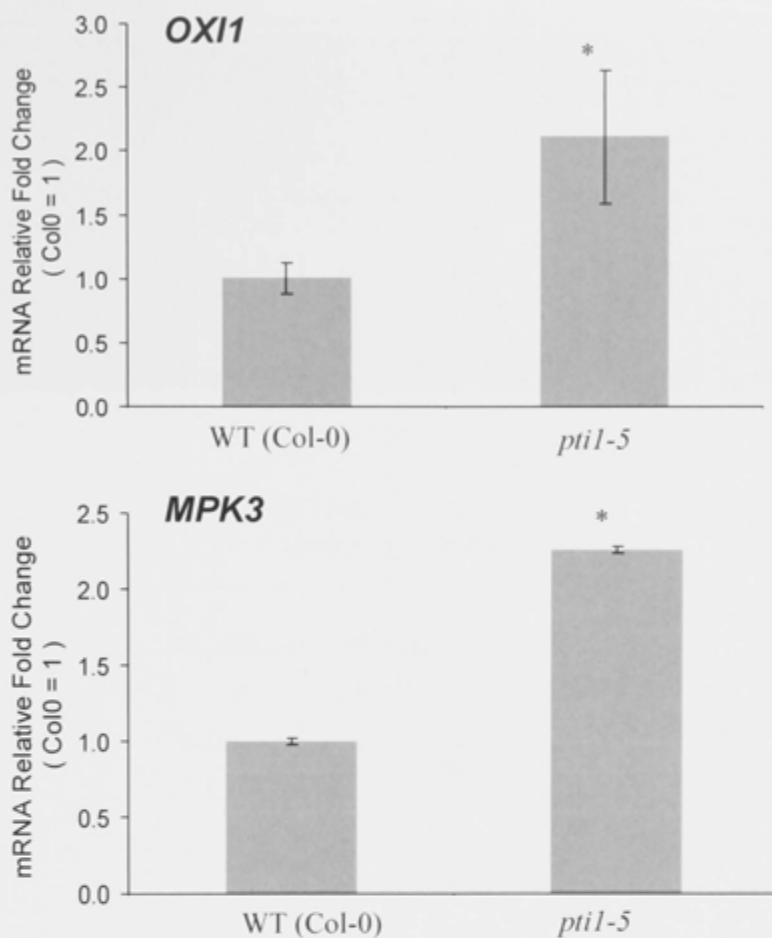 OXI1
*
mRNA Relative Fold Change
( Col0 = 1 )
3.0
2.5
2.0
1.5
1.0
0.5
0.0
WT (Col-0)
pti1-5
MPK3
*
mRNA Relative Fold Change
( Col0 = 1 )
2.5
2.0
1.5
1.0
0.5
0.0
WT (Col-0)
pti1-5